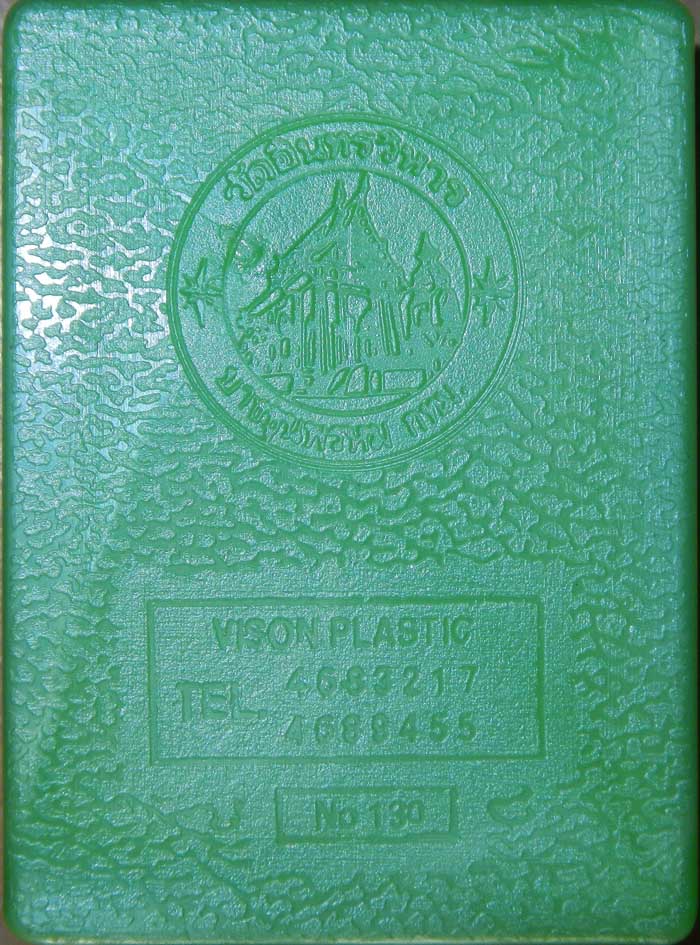 วัดอินทรวิหาร
บางขุนพรหม กทม.
VISON PLASTIC
TEL. 4683217
4689455
No 130